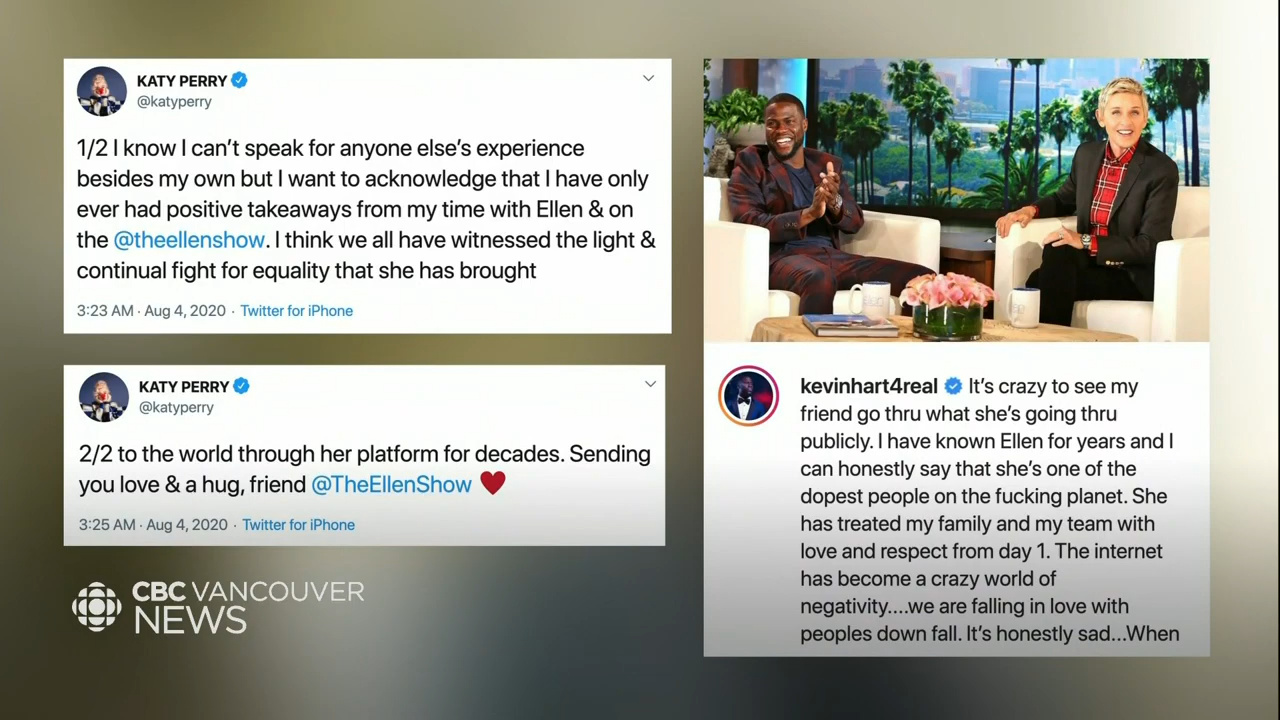 KATY PERRY
@katyperry
1/2 I know I can't speak for anyone else's experience
besides my own but I want to acknowledge that I have only
ever had positive takeaways from my time with Ellen & on
the @theellenshow. I think we all have witnessed the light &
continual fight for equality that she has brought
3:23 AM · Aug 4, 2020 · Twitter for iPhone
KATY PERRY
@katyperry
2/2 to the world through her platform for decades. Sending
you love & a hug, friend @TheEllenShow ♥
3:25 AM · Aug 4, 2020 · Twitter for iPhone
CBC VANCOUVER
NEWS
kevinhart4real It's crazy to see my
friend go thru what she's going thru
publicly. I have known Ellen for years and I
can honestly say that she's one of the
dopest people on the fucking planet. She
has treated my family and my team with
love and respect from day 1. The internet
has become a crazy world of
negativity....we are falling in love with
peoples down fall. It's honestly sad...When